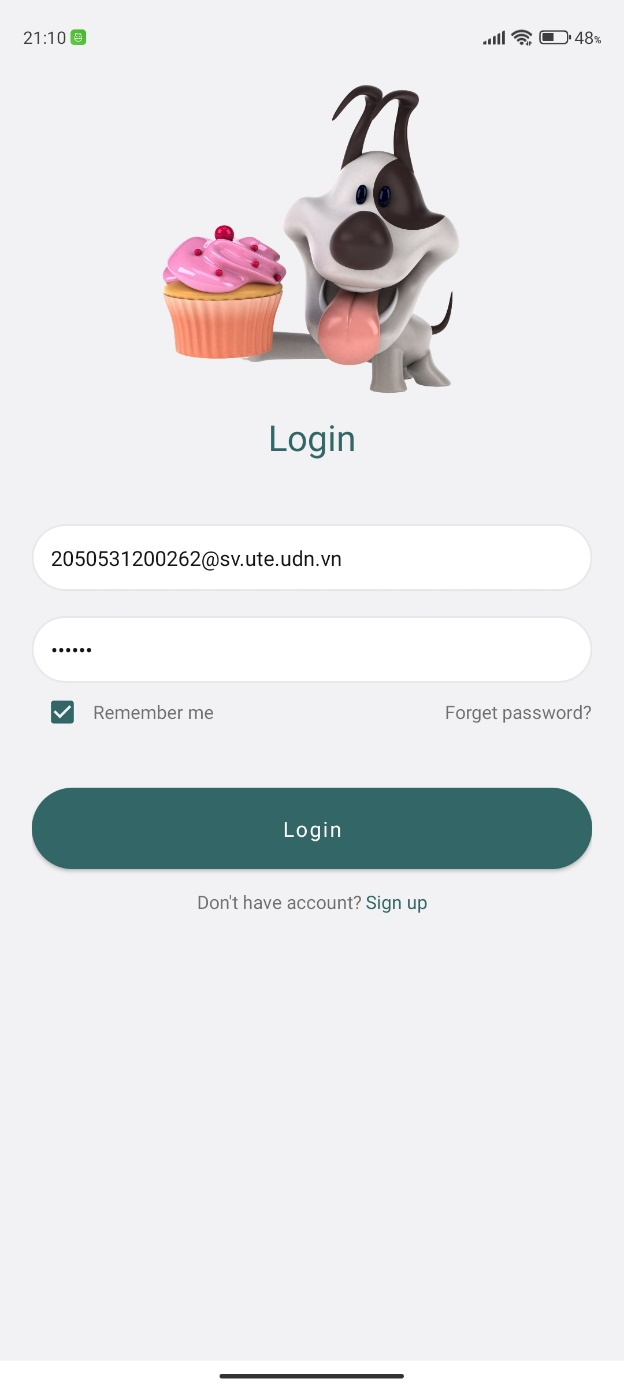 21:10 48%
Login
2050531200262@sv.ute.udn.vn
••••••
Remember me Forget password?
Login
Don't have account? Sign up